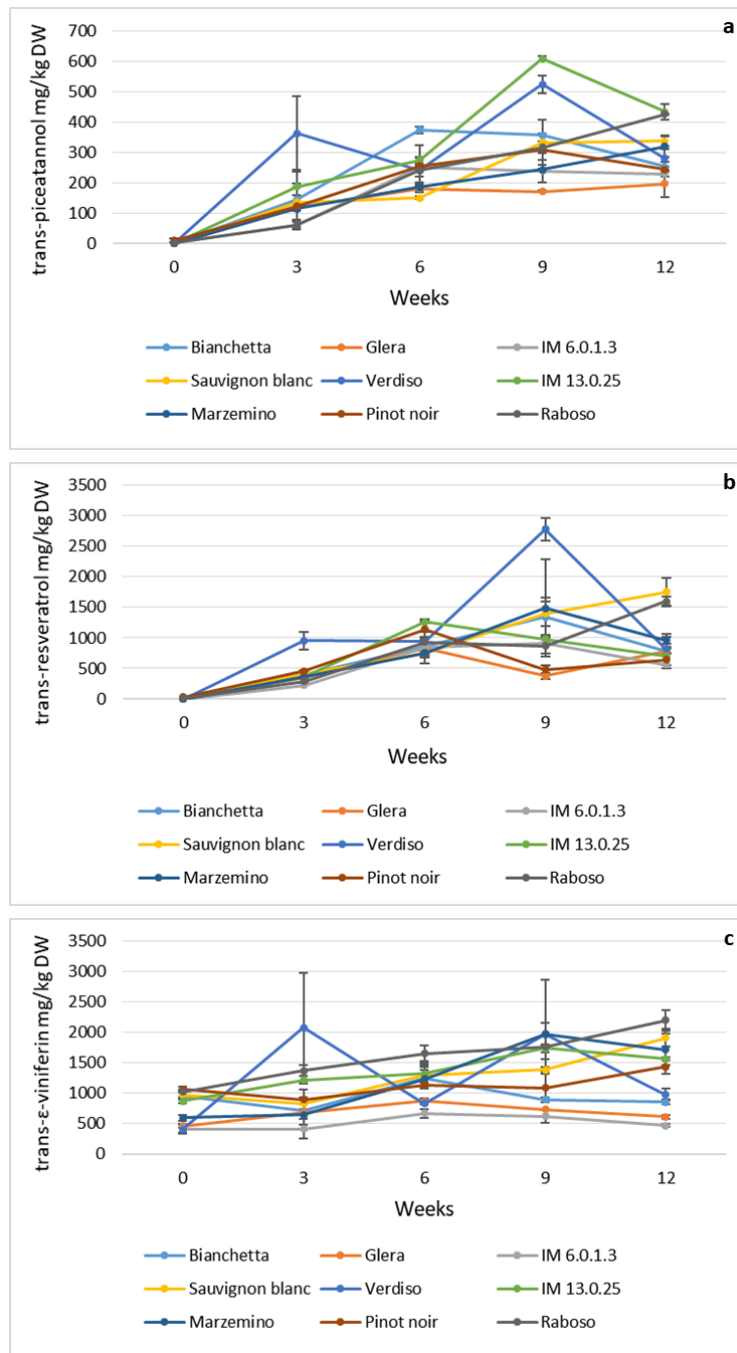 a
trans-piceatannol mg/kg DW
700
600
500
400
300
200
100
0
0 3 6 9 12
Weeks
Bianchetta Glera IM 6.0.1.3
Sauvignon blanc Verdiso IM 13.0.25
Marzemino Pinot noir Raboso
b
trans-resveratrol mg/kg DW
3500
3000
2500
2000
1500
1000
500
0
0 3 6 9 12
Weeks
Bianchetta Glera IM 6.0.1.3
Sauvignon blanc Verdiso IM 13.0.25
Marzemino Pinot noir Raboso
c
trans-ε-viniferin mg/kg DW
3500
3000
2500
2000
1500
1000
500
0
0 3 6 9 12
Weeks
Bianchetta Glera IM 6.0.1.3
Sauvignon blanc Verdiso IM 13.0.25
Marzemino Pinot noir Raboso